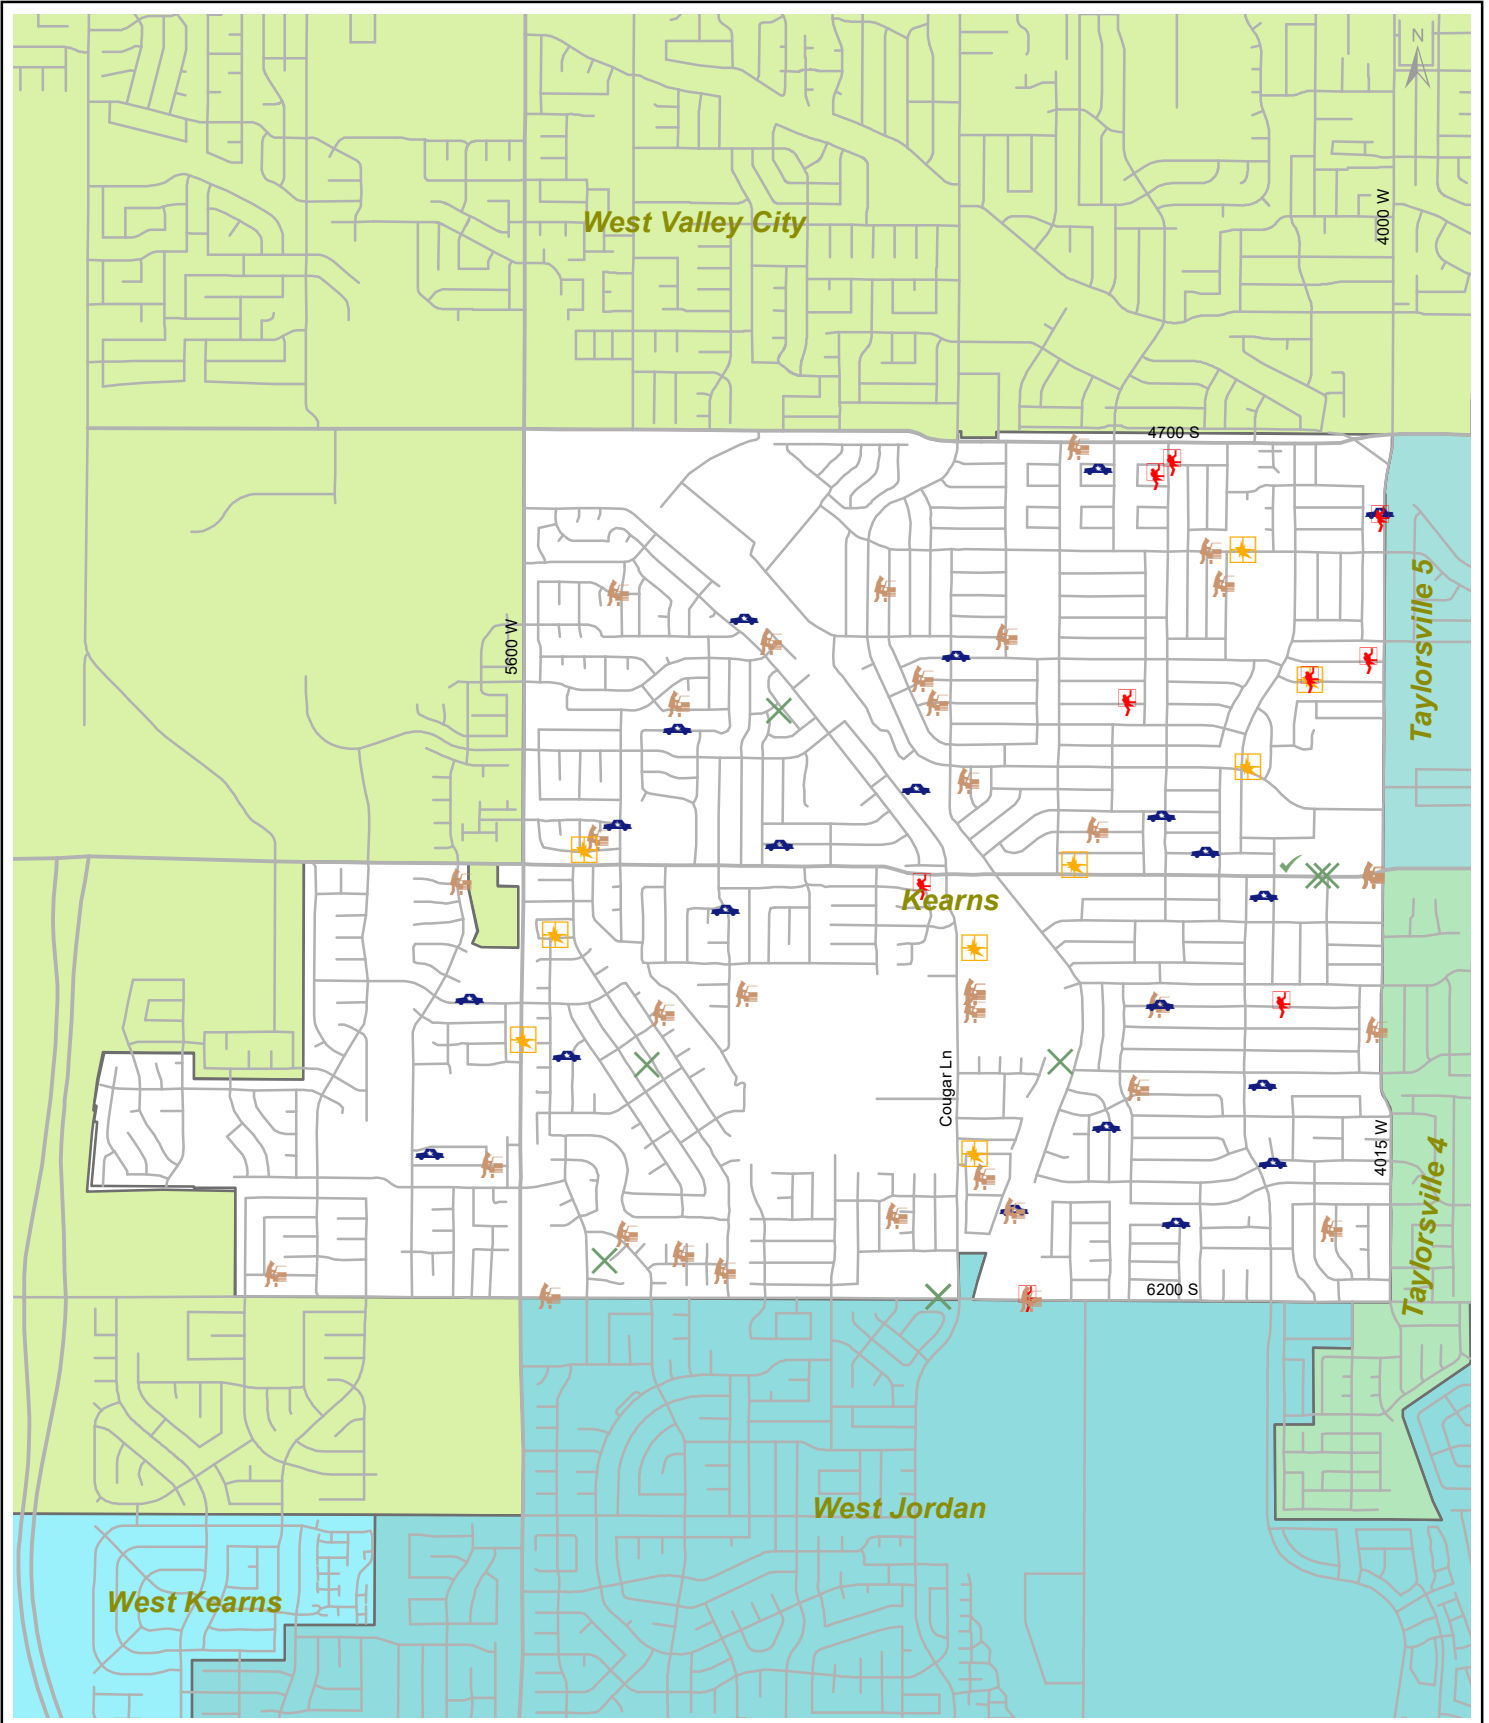 N
4000 W
West Valley City
4700 S
Taylorsville 5
5600 W
Kearns
Cougar Ln
4015 W
Taylorsville 4
6200 S
West Jordan
West Kearns